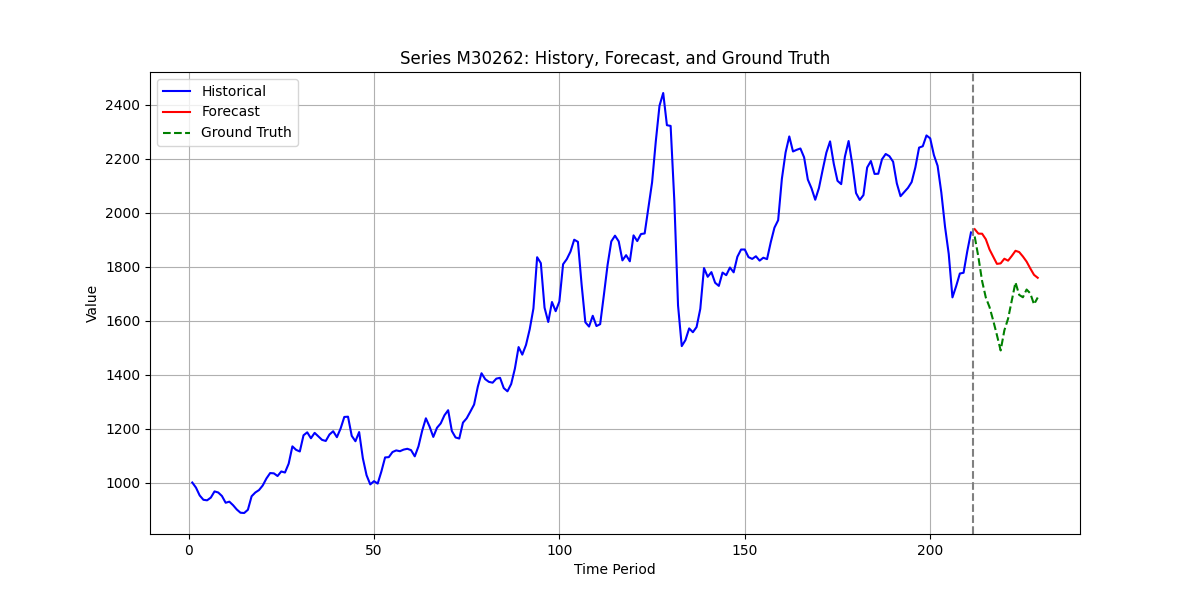 Series M30262: History, Forecast, and Ground Truth
Historical
Forecast
Ground Truth
2400
2200
2000
1800
1600
1400
1200
1000
Value
0 50 100 150 200
Time Period